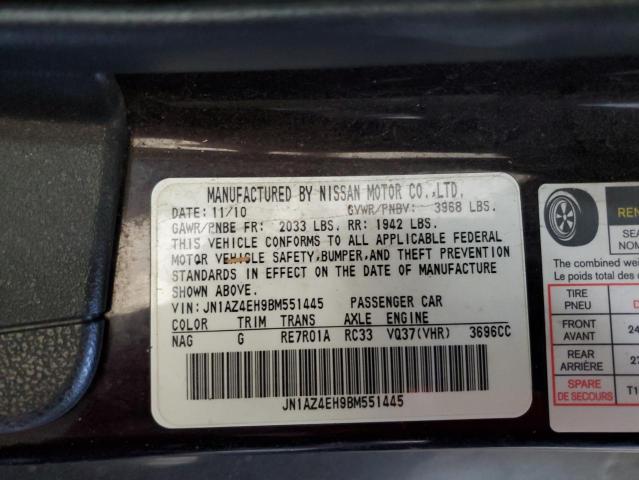 MANUFACTURED BY NISSAN MOTOR CO.,LTD.
DATE: 11/10 GVWR/PNBV: 3968 LBS.
GAWR/PNBE FR: 2033 LBS. RR: 1942 LBS.
THIS VEHICLE CONFORMS TO ALL APPLICABLE FEDERAL
MOTOR VEHICLE SAFETY, BUMPER, AND THEFT PREVENTION
STANDARDS IN EFFECT ON THE DATE OF MANUFACTURE
SHOWN ABOVE.
VIN: JN1AZ4EH9BM551445 PASSENGER CAR
COLOR TRIM TRANS AXLE ENGINE
NAG G RE7R01A RC33 VQ37(VHR) 3696CC
JN1AZ4EH9BM551445
The combined wei
Le poids total des o
TIRE
PNEU
FRONT
AVANT
REAR
ARRIÈRE
SPARE
DE SECOURS